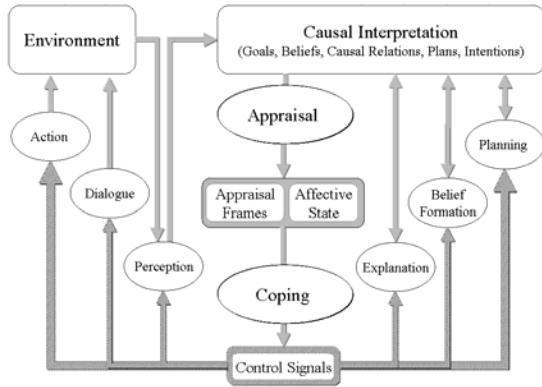 Environment
Causal Interpretation
(Goals, Beliefs, Causal Relations, Plans, Intentions)
Action
Appraisal
Planning
Dialogue
Appraisal
Frames
Affective
State
Belief
Formation
Perception
Explanation
Coping
Control Signals